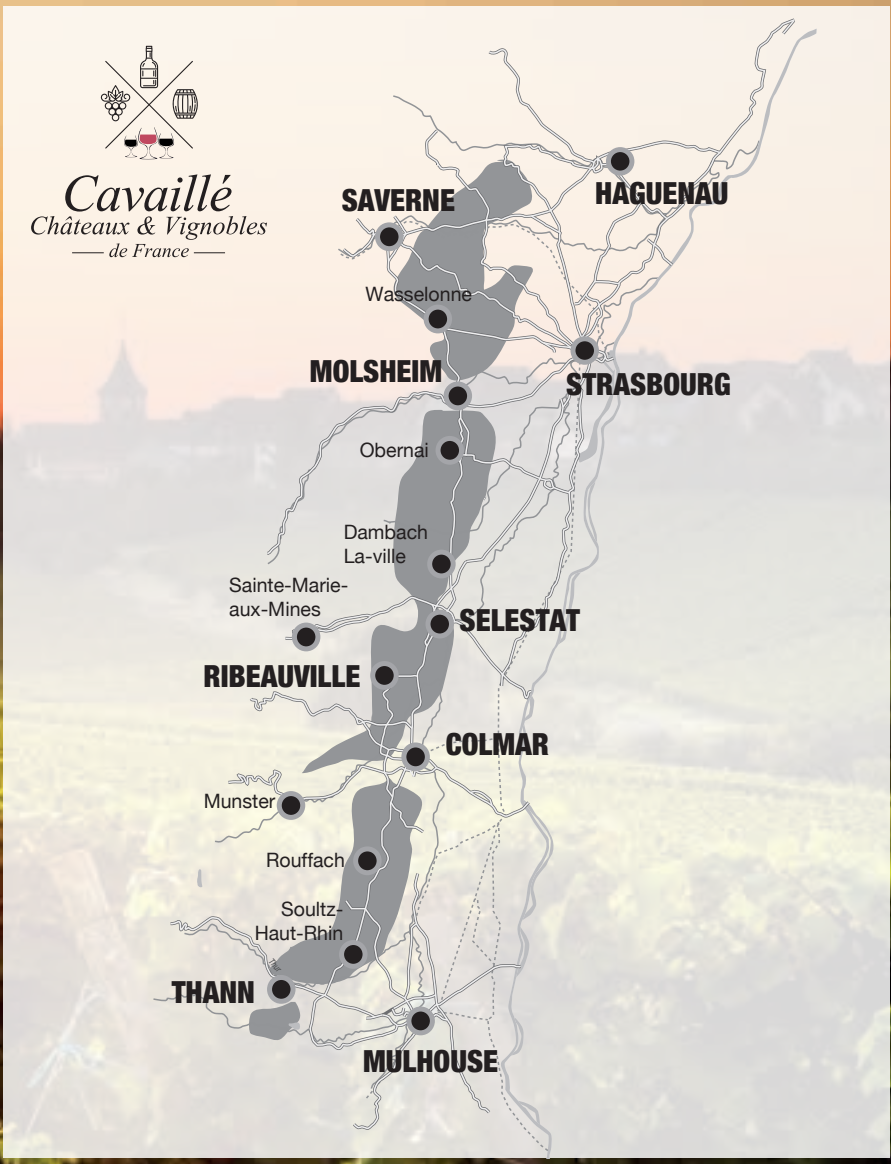 Cavaillé
Châteaux & Vignobles
de France
HAGUENAU
SAVERNE
Wasselonne
STRASBOURG
MOLSHEIM
Obernai
Dambach
La-ville
Sainte-Marie-
aux-Mines
SELESTAT
RIBEAUVILLE
COLMAR
Munster
Rouffach
Soultz-
Haut-Rhin
THANN
MULHOUSE